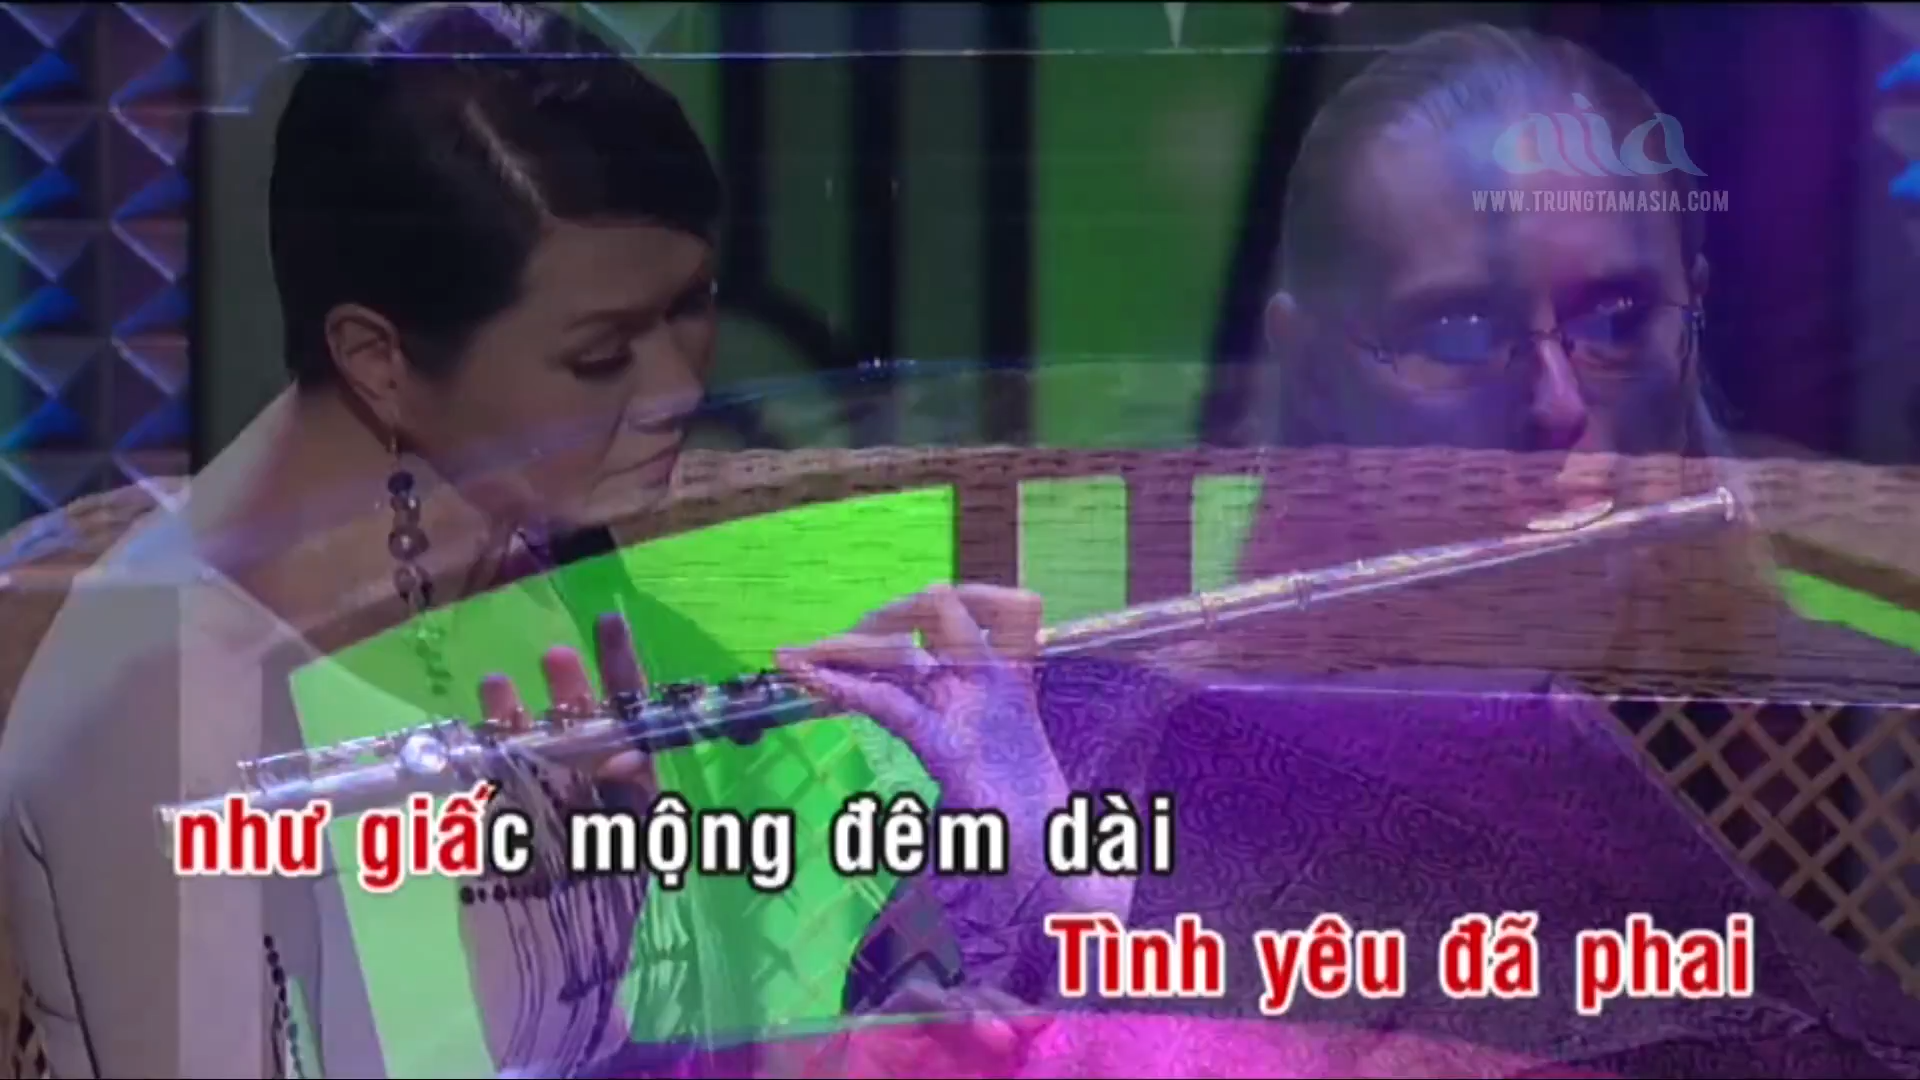 asia
WWW.TRUNGTAMASIA.COM
như giấc mộng đêm dài
Tình yêu đã phai